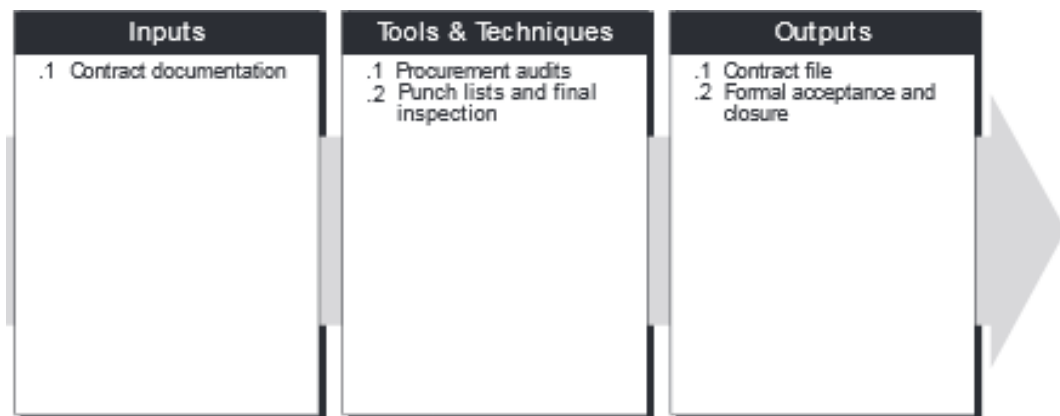 Inputs
.1 Contract documentation
Tools & Techniques
.1 Procurement audits
.2 Punch lists and final
inspection
Outputs
.1 Contract file
.2 Formal acceptance and
closure